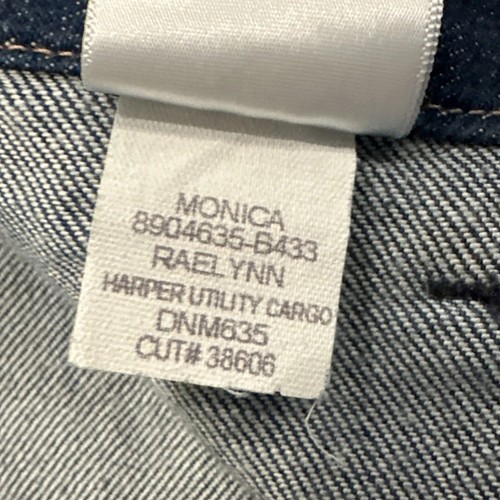 MONICA
8904635-B433
RAELYNN
HARPER UTILITY CARGO
DNM635
CUT# 38606